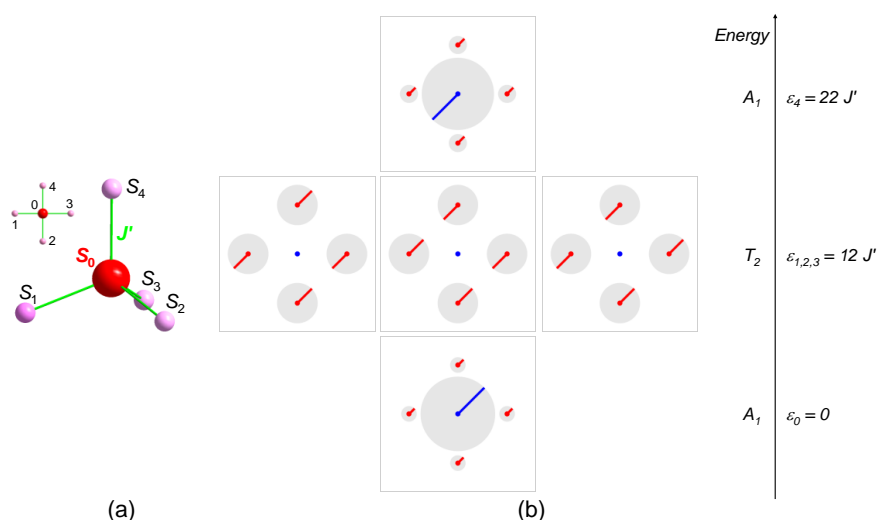 4
0
3
1
2
S₄
J'
S₀
S₁
S₃
S₂
(a)
(b)
Energy
A₁ ε₄ = 22 J'
T₂ ε₁,₂,₃ = 12 J'
A₁ ε₀ = 0